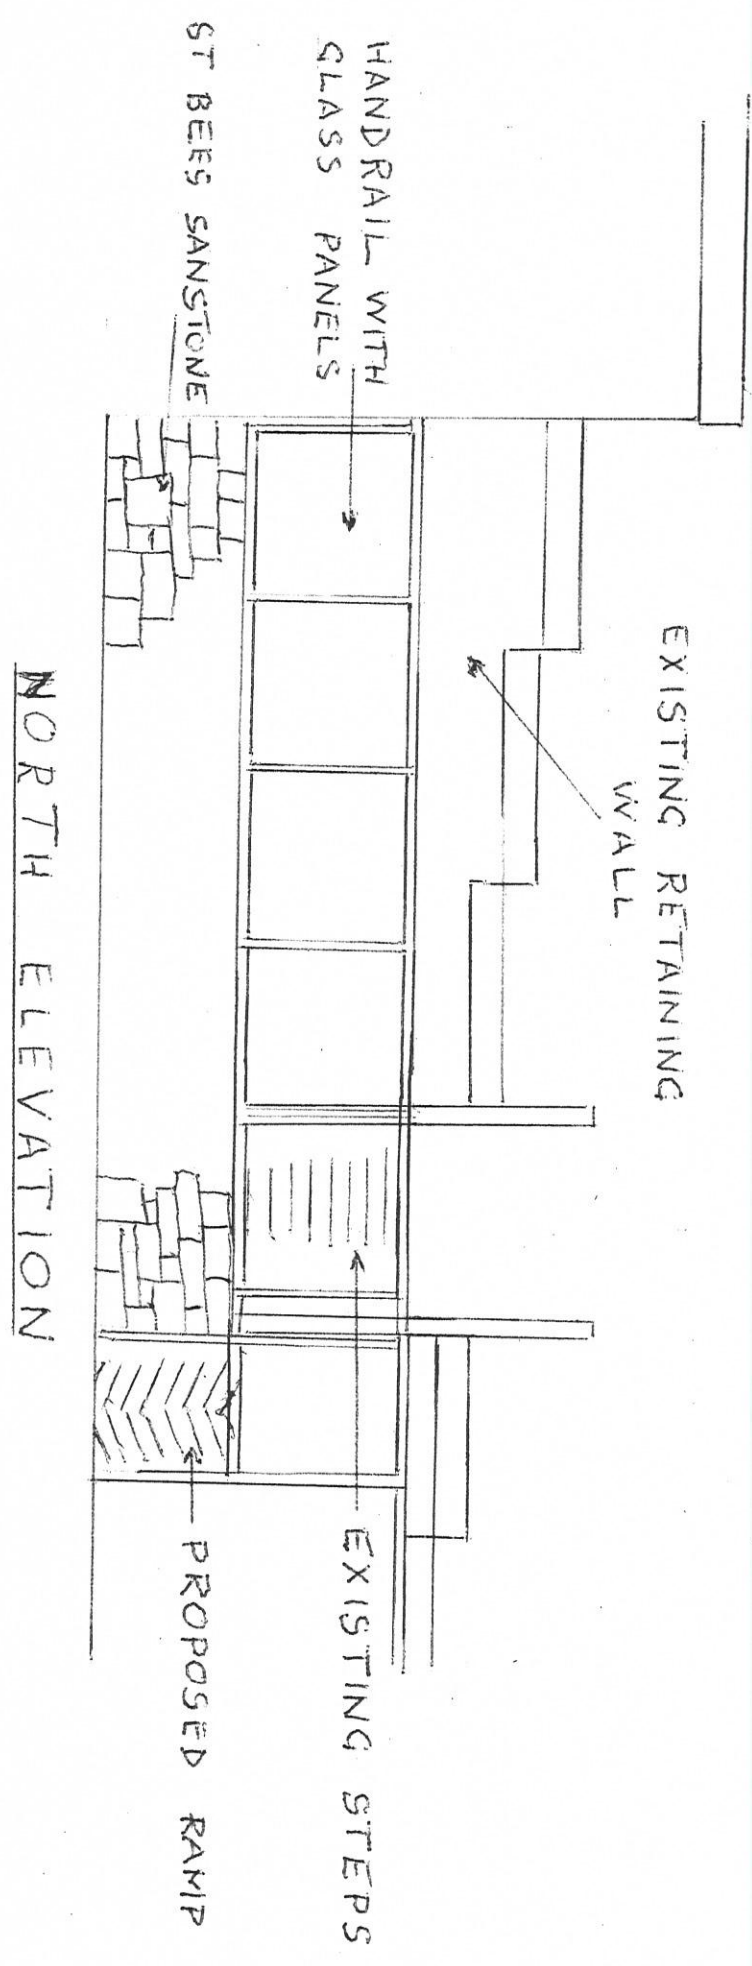 EXISTING RETAINING
WALL
HANDRAIL WITH
GLASS PANELS
ST BEES SANSTONE
EXISTING STEPS
PROPOSED RAMP
NORTH ELEVATION